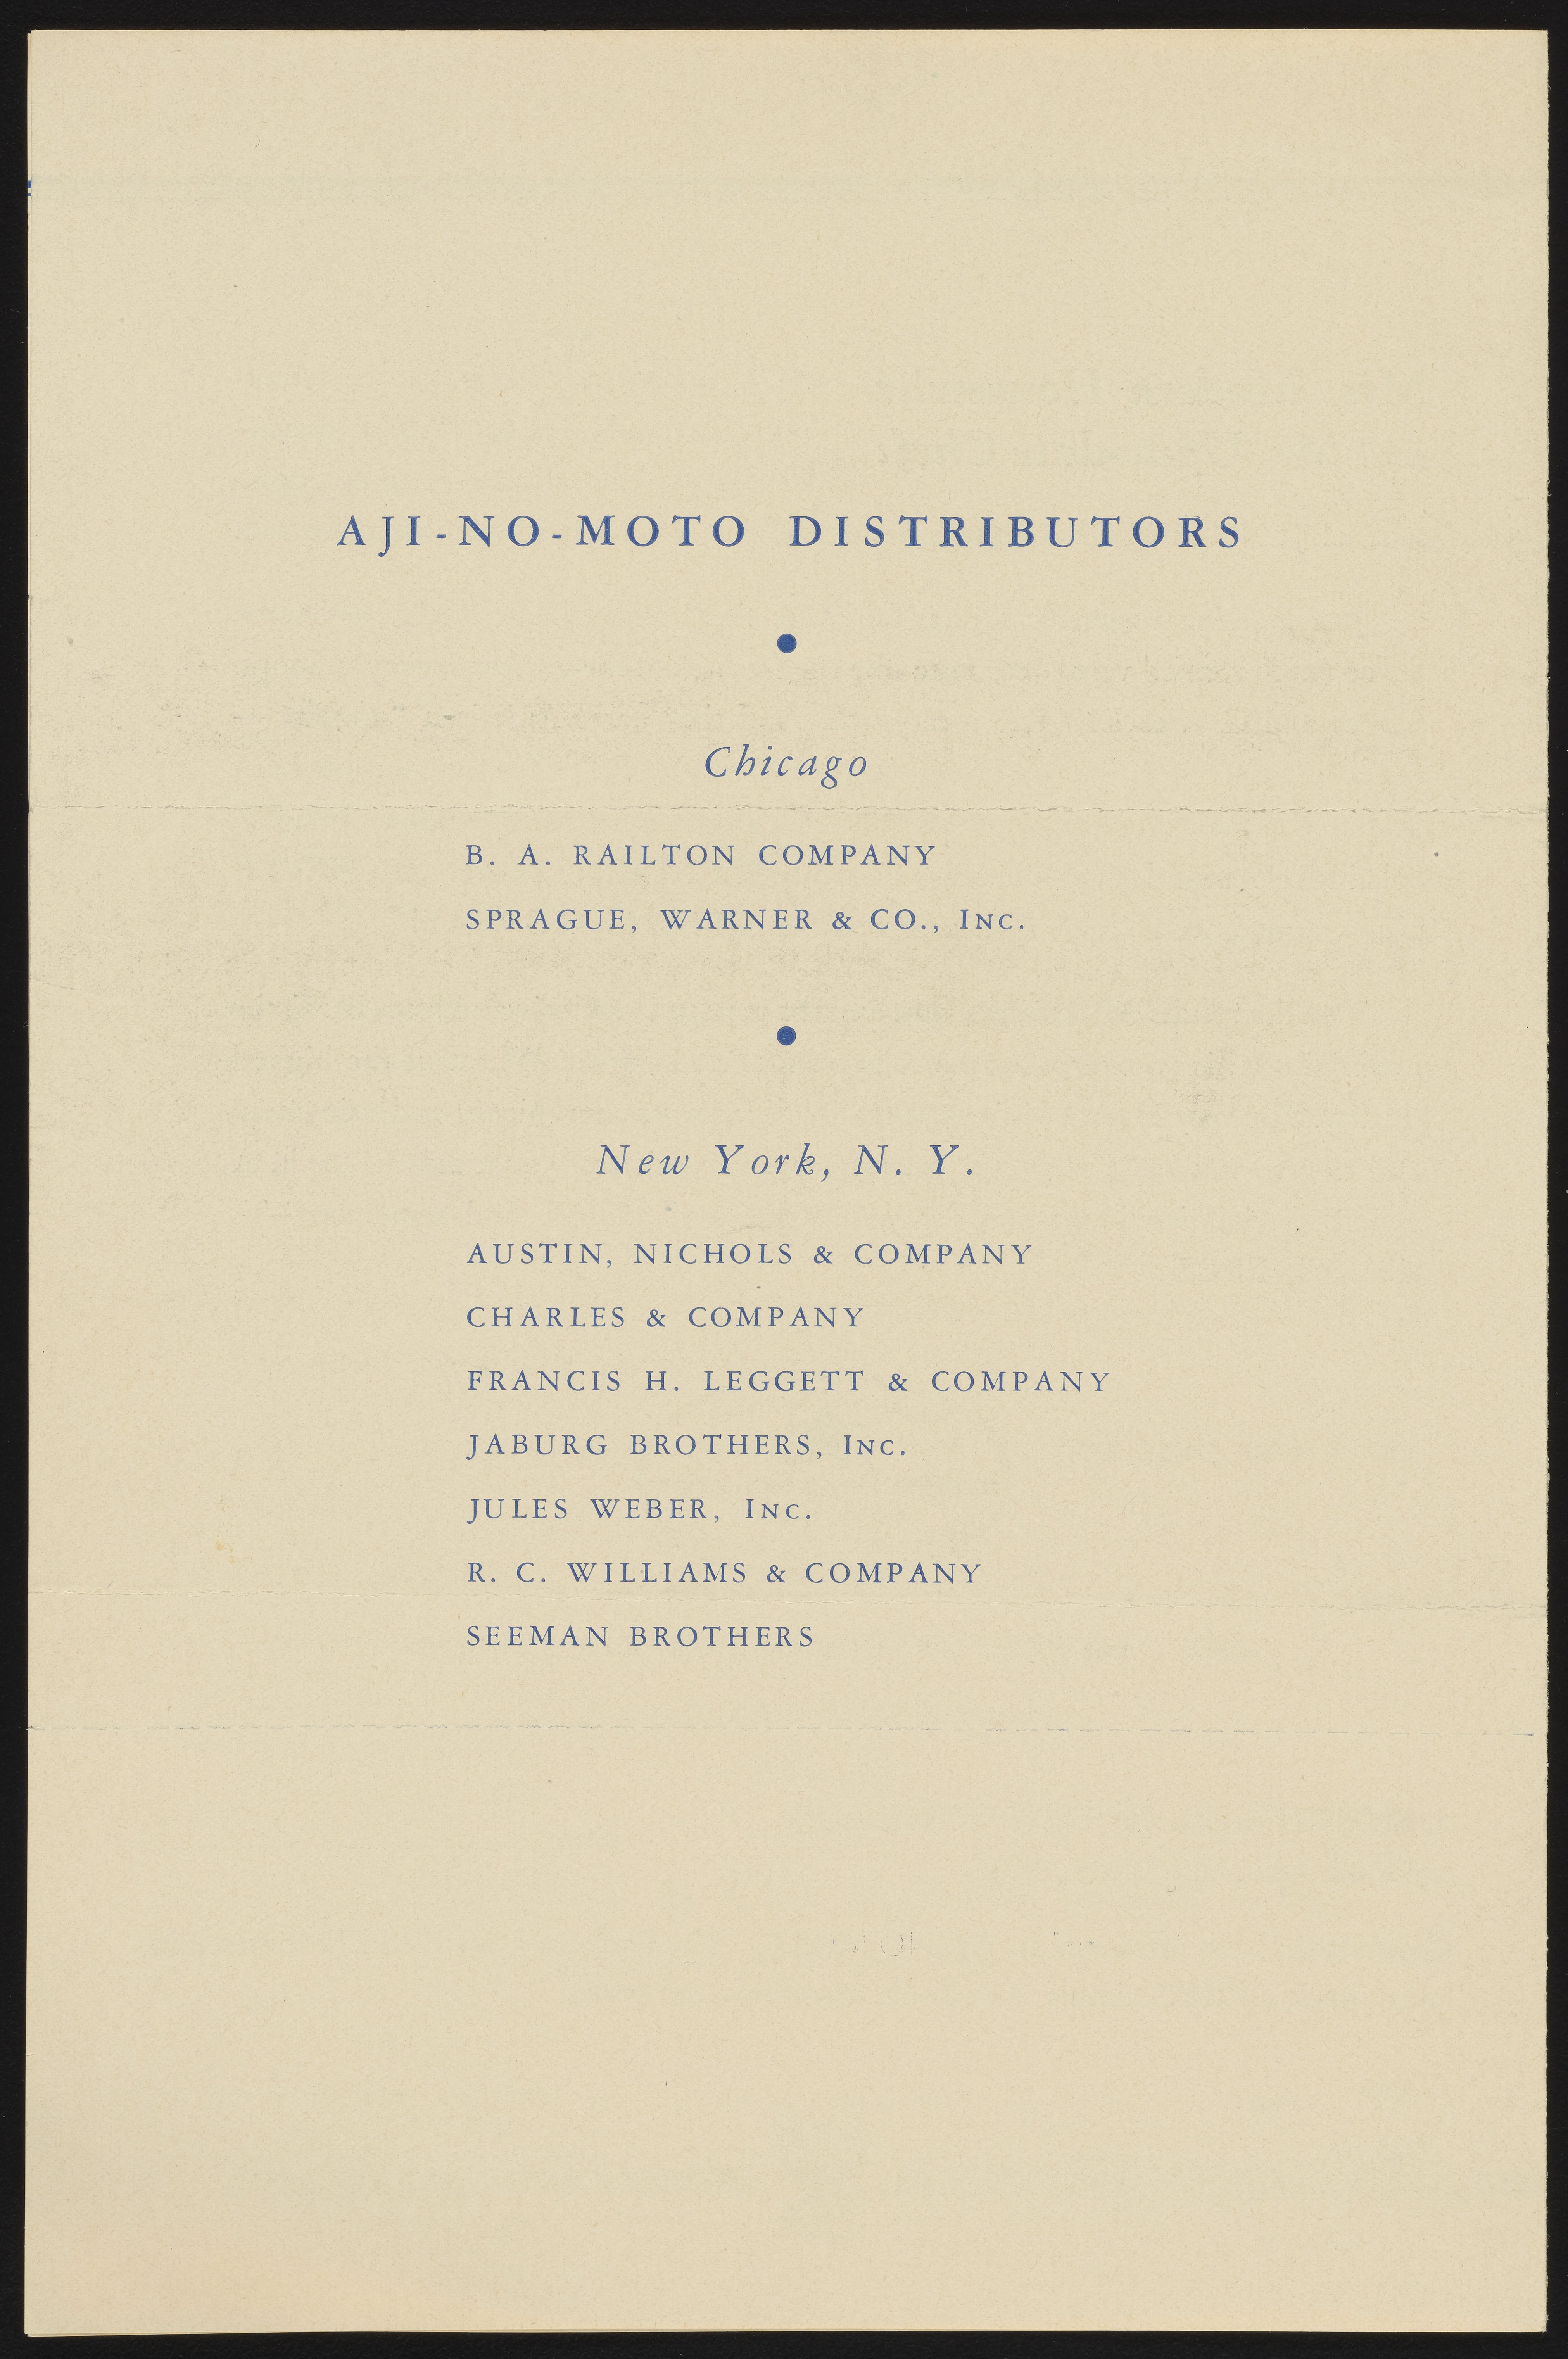 AJI-NO-MOTO DISTRIBUTORS
Chicago
B. A. RAILTON COMPANY
SPRAGUE, WARNER & CO., INC.
New York, N. Y.
AUSTIN, NICHOLS & COMPANY
CHARLES & COMPANY
FRANCIS H. LEGGETT & COMPANY
JABURG BROTHERS, INC.
JULES WEBER, INC.
R. C. WILLIAMS & COMPANY
SEEMAN BROTHERS